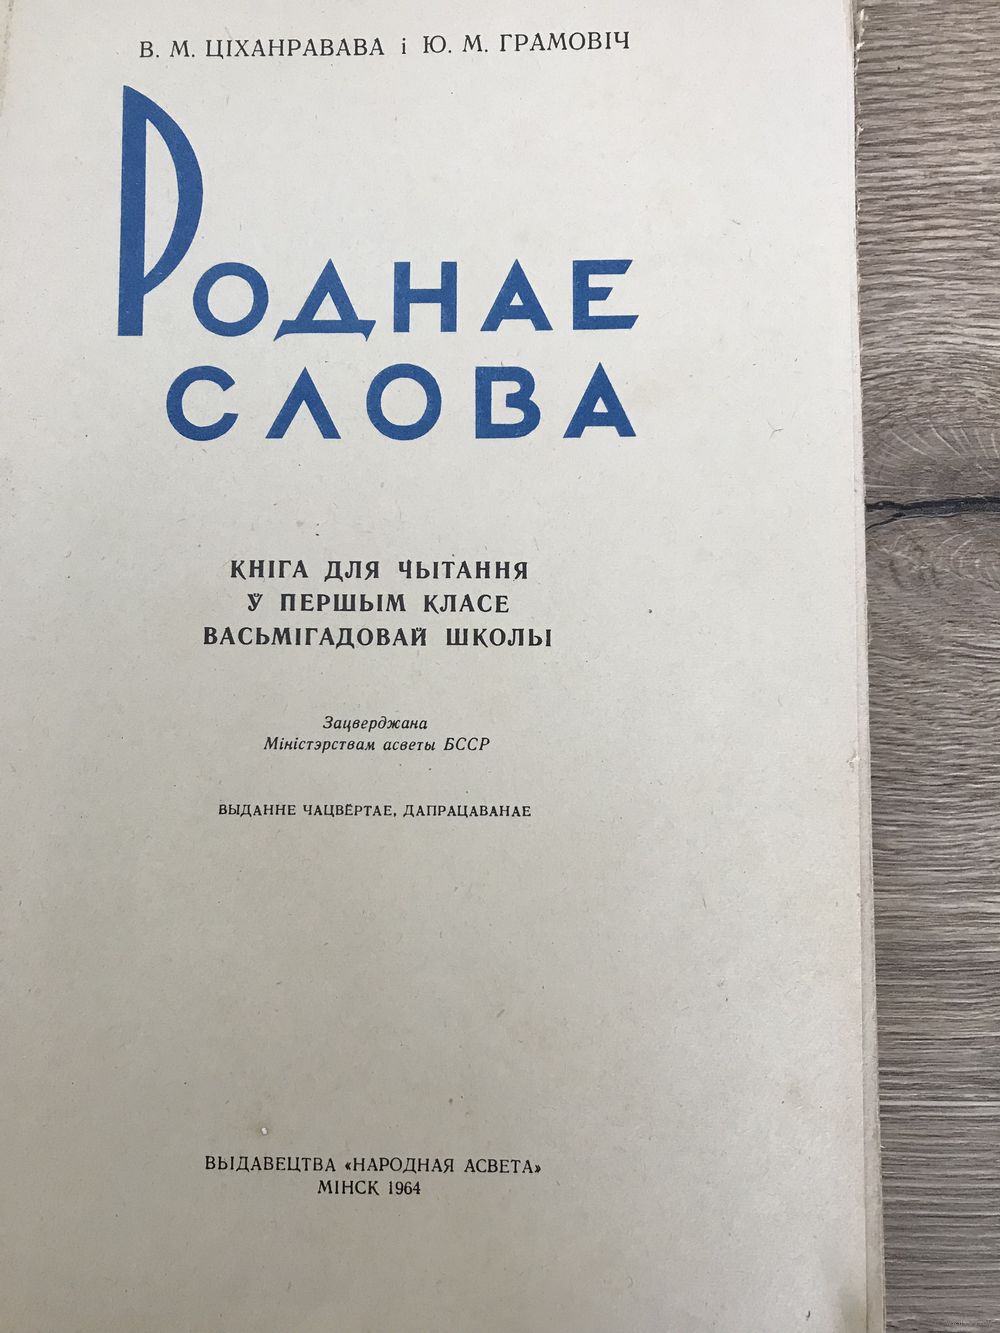 В. М. ЦІХАНРАВАВА і Ю. М. ГРАМОВІЧ
РОДНАЕ
СЛОВА
КНІГА ДЛЯ ЧЫТАННЯ
Ў ПЕРШЫМ КЛАСЕ
ВАСЬМІГАДОВАЙ ШКОЛЫ
Зацверджана
Міністэрствам асветы БССР
ВЫДАННЕ ЧАЦВЁРТАЕ, ДАПРАЦАВАНАЕ
ВЫДАВЕЦТВА «НАРОДНАЯ АСВЕТА»
МІНСК 1964